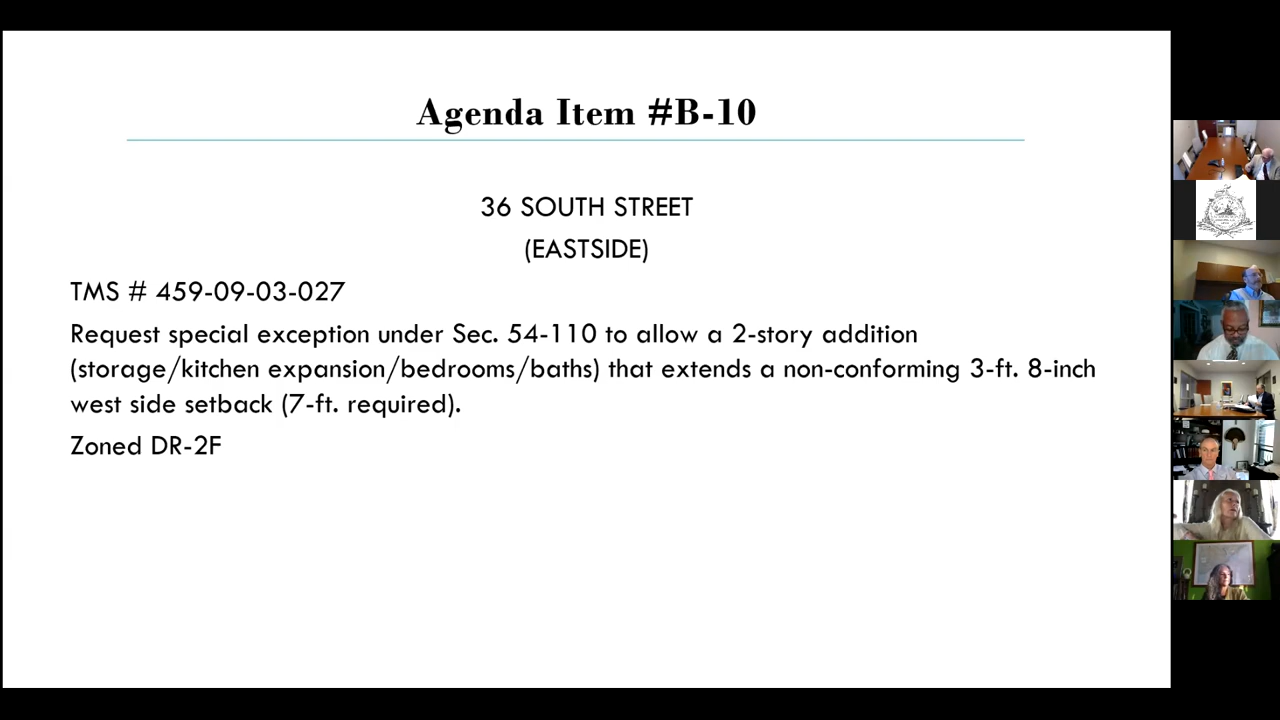 Agenda Item #B-10
36 SOUTH STREET
(EASTSIDE)
TMS # 459-09-03-027
Request special exception under Sec. 54-110 to allow a 2-story addition
(storage/kitchen expansion/bedrooms/baths) that extends a non-conforming 3-ft. 8-inch
west side setback (7-ft. required).
Zoned DR-2F